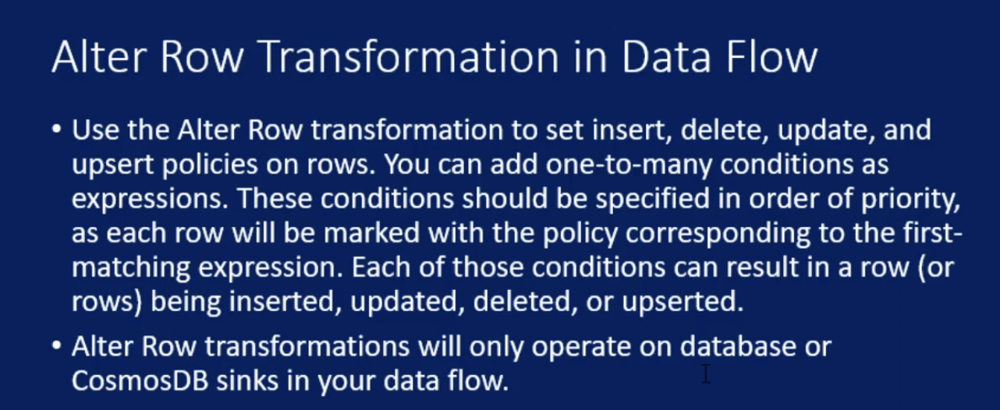 Alter Row Transformation in Data Flow
• Use the Alter Row transformation to set insert, delete, update, and
upsert policies on rows. You can add one-to-many conditions as
expressions. These conditions should be specified in order of priority,
as each row will be marked with the policy corresponding to the first-
matching expression. Each of those conditions can result in a row (or
rows) being inserted, updated, deleted, or upserted.
• Alter Row transformations will only operate on database or
CosmosDB sinks in your data flow.